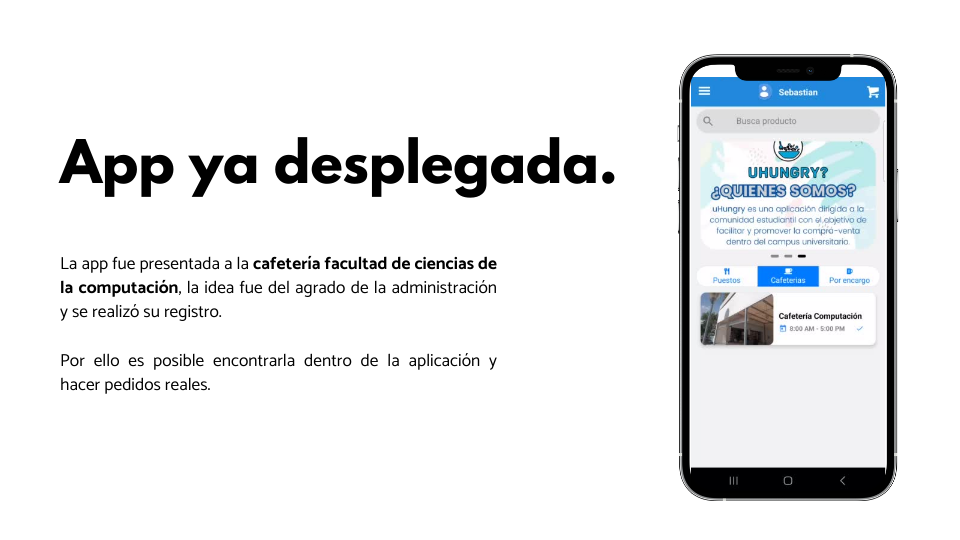 App ya desplegada.
La app fue presentada a la cafetería facultad de ciencias de
la computación, la idea fue del agrado de la administración
y se realizó su registro.
Por ello es posible encontrarla dentro de la aplicación y
hacer pedidos reales.
Sebastian
Busca producto
UHUNGRY?
¿QUIENES SOMOS?
uHungry es una aplicación dirigida a la
comunidad estudiantil con el objetivo de
facilitar y promover la compra-venta
dentro del campus universitario.
Puestos Cafeterias Por encargo
Cafetería Computación
8:00 AM - 5:00 PM